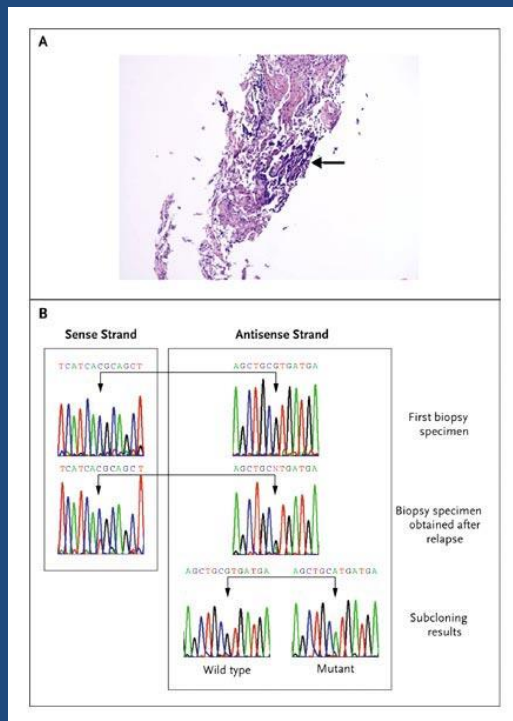 A
B
Sense Strand
Antisense Strand
TCATCACGCAGCT
AGCTGCGTGATGA
First biopsy
specimen
TCATCACGCAGCT
AGCTGCNTGATGA
Biopsy specimen
obtained after
relapse
AGCTGCGTGATGA
AGCTGCATGATGA
Subcloning
results
Wild type
Mutant